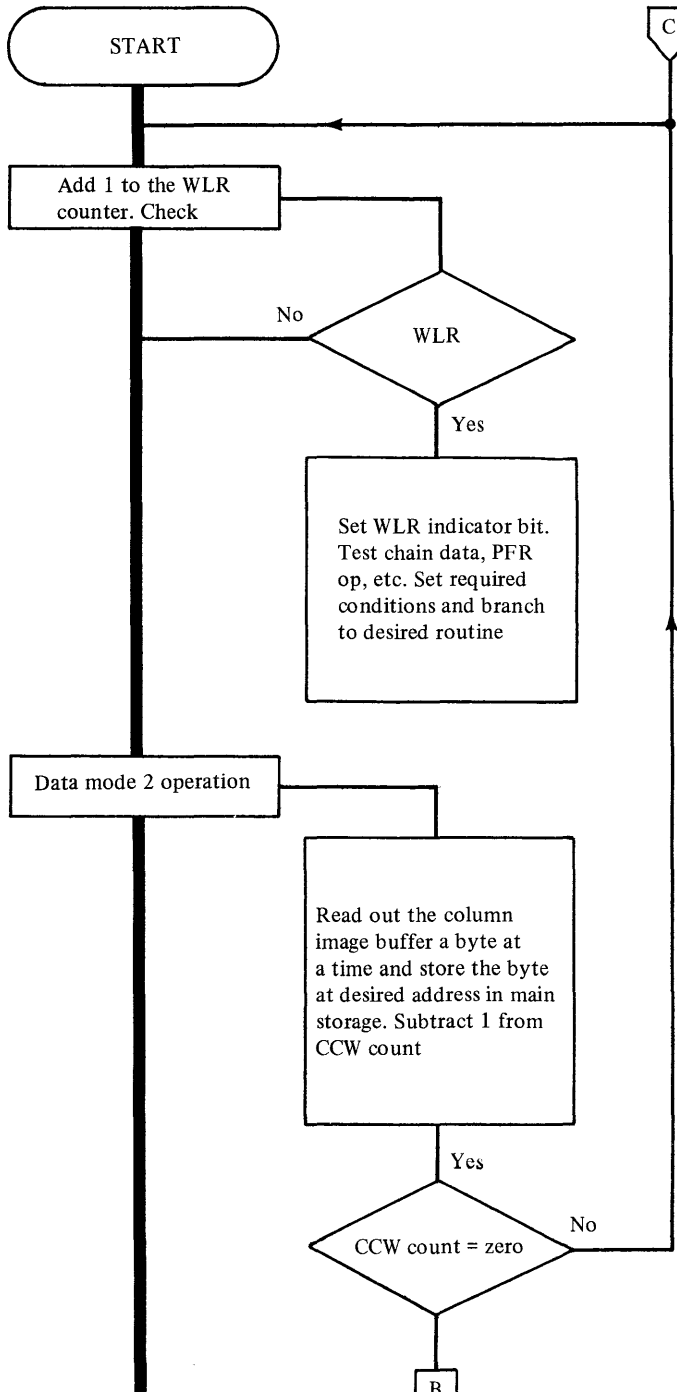 START
C
Add 1 to the WLR
counter. Check
No
WLR
Yes
Set WLR indicator bit.
Test chain data, PFR
op, etc. Set required
conditions and branch
to desired routine
Data mode 2 operation
Read out the column
image buffer a byte at
a time and store the byte
at desired address in main
storage. Subtract 1 from
CCW count
Yes
No
CCW count = zero
B